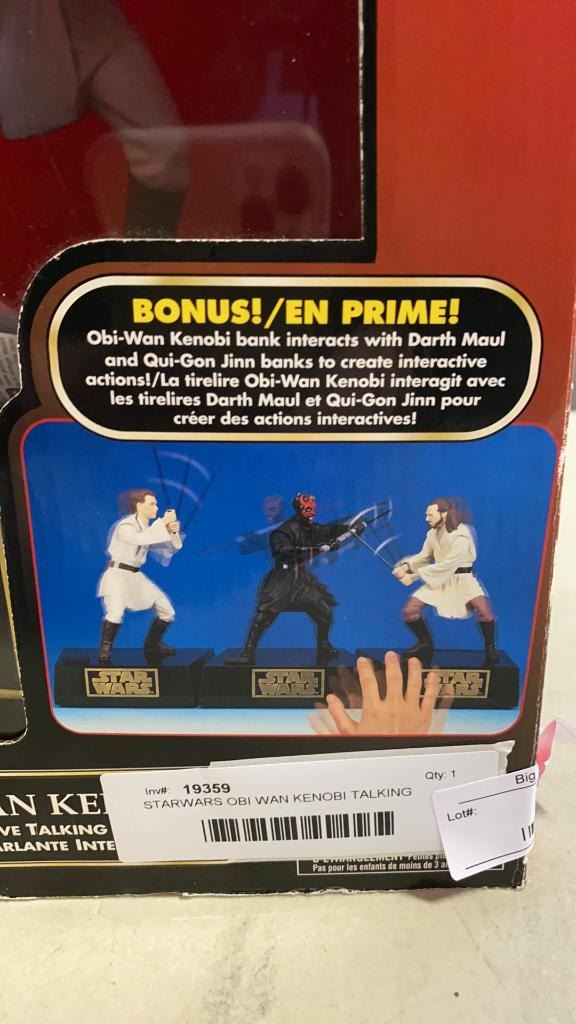 BONUS!/EN PRIME!
Obi-Wan Kenobi bank interacts with Darth Maul
and Qui-Gon Jinn banks to create interactive
actions!/La tirelire Obi-Wan Kenobi interagit avec
les tirelires Darth Maul et Qui-Gon Jinn pour
créer des actions interactives!
STAR WARS
STAR WARS
STAR WARS
Inv#: 19359
Qty: 1
STARWARS OBI WAN KENOBI TALKING
Big
Lot#:
AN KE
VE TALKING
ARLANTE INTE
D'ÉTRANGLEMENT
Pas pour les enfants de moins de 3